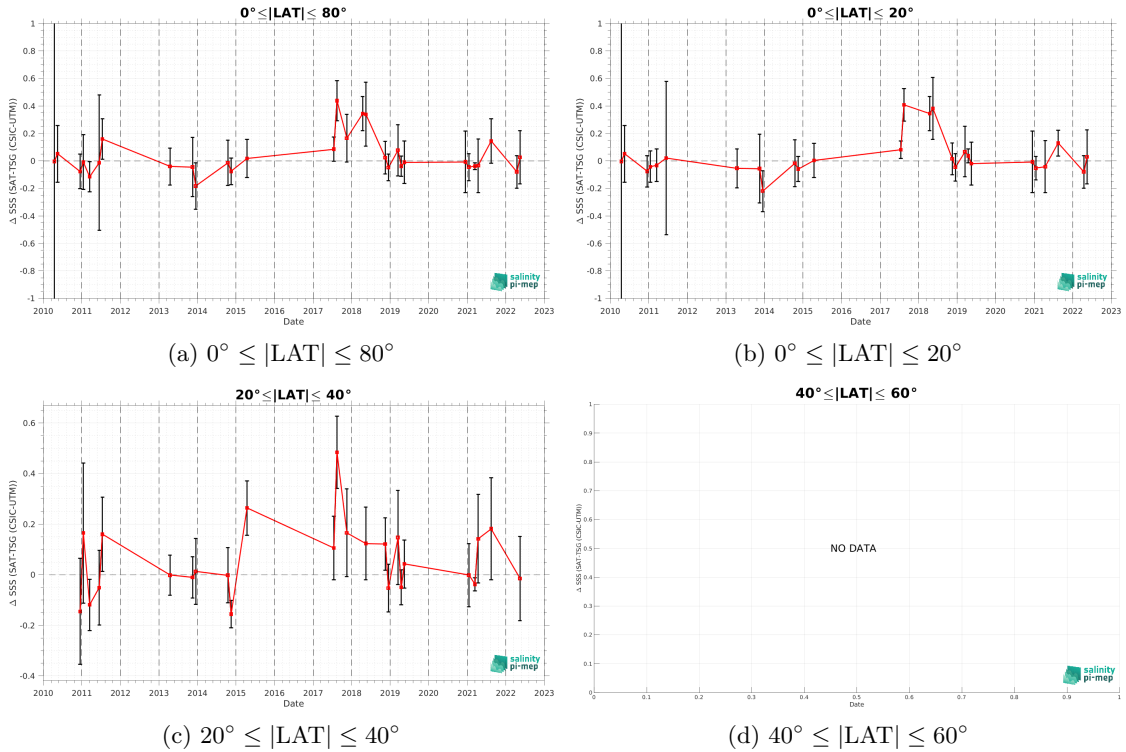 0°≤|LAT|≤ 80°
Δ SSS (SAT-TSG (CSIC-UTM))
1
0.8
0.6
0.4
0.2
0
-0.2
-0.4
-0.6
-0.8
-1
2010 2011 2012 2013 2014 2015 2016 2017 2018 2019 2020 2021 2022 2023
Date
salinity
pi-mep
(a) 0° ≤ |LAT| ≤ 80°
0°≤|LAT|≤ 20°
Δ SSS (SAT-TSG (CSIC-UTM))
1
0.8
0.6
0.4
0.2
0
-0.2
-0.4
-0.6
-0.8
-1
2010 2011 2012 2013 2014 2015 2016 2017 2018 2019 2020 2021 2022 2023
Date
salinity
pi-mep
(b) 0° ≤ |LAT| ≤ 20°
20°≤|LAT|≤ 40°
Δ SSS (SAT-TSG (CSIC-UTM))
0.6
0.4
0.2
0
-0.2
-0.4
2010 2011 2012 2013 2014 2015 2016 2017 2018 2019 2020 2021 2022 2023
Date
salinity
pi-mep
(c) 20° ≤ |LAT| ≤ 40°
40°≤|LAT|≤ 60°
Δ SSS (SAT-TSG (CSIC-UTM))
1
0.9
0.8
0.7
0.6
0.5
0.4
0.3
0.2
0.1
0
NO DATA
0 0.1 0.2 0.3 0.4 0.5 0.6 0.7 0.8 0.9 1
Date
salinity
pi-mep
(d) 40° ≤ |LAT| ≤ 60°